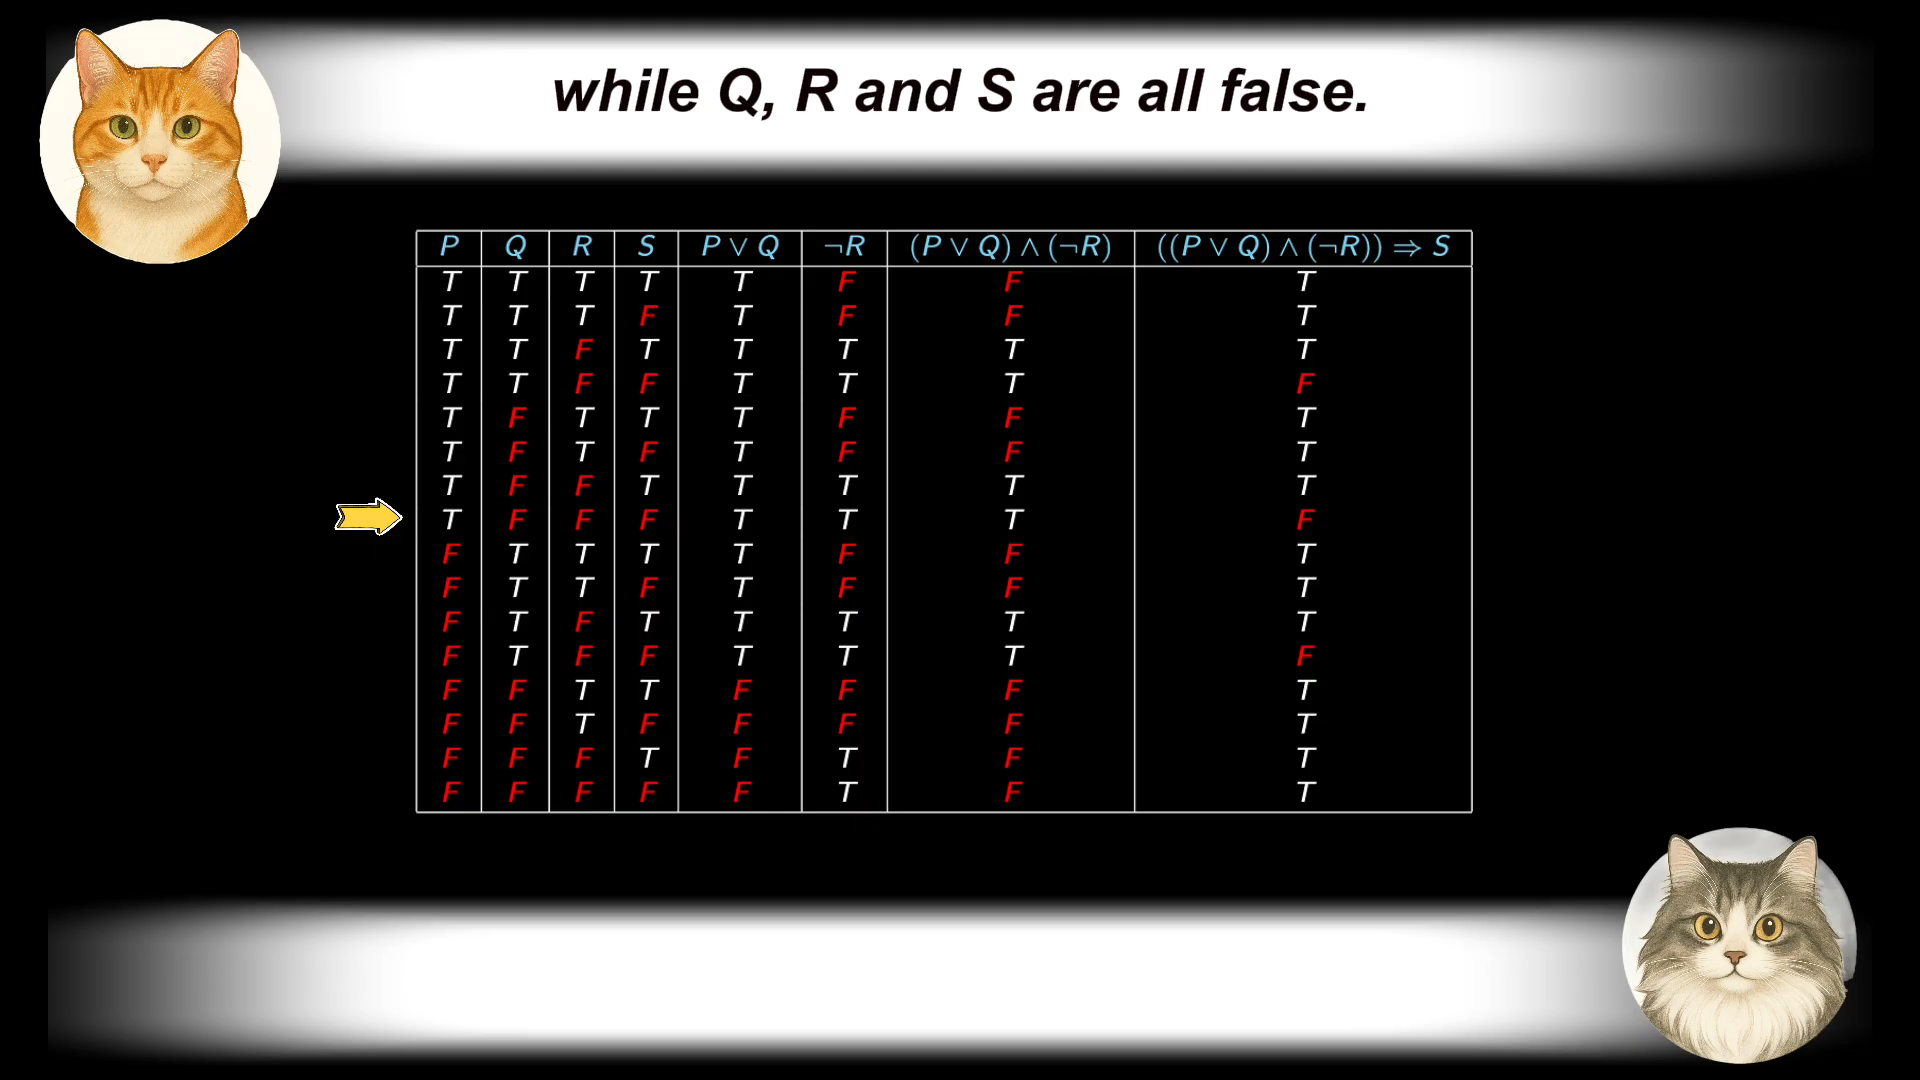 while Q, R and S are all false.
P Q R S P ∨ Q ¬R (P ∨ Q) ∧ (¬R) ((P ∨ Q) ∧ (¬R)) ⇒ S
T T T T T F F T
T T T F T F F T
T T F T T T T T
T T F F T T T F
T F T T T F F T
T F T F T F F T
T F F T T T T T
T F F F T T T F
F T T T T F F T
F T T F T F F T
F T F T T T T T
F T F F T T T F
F F T T F F F T
F F T F F F F T
F F F T F T F T
F F F F F T F T